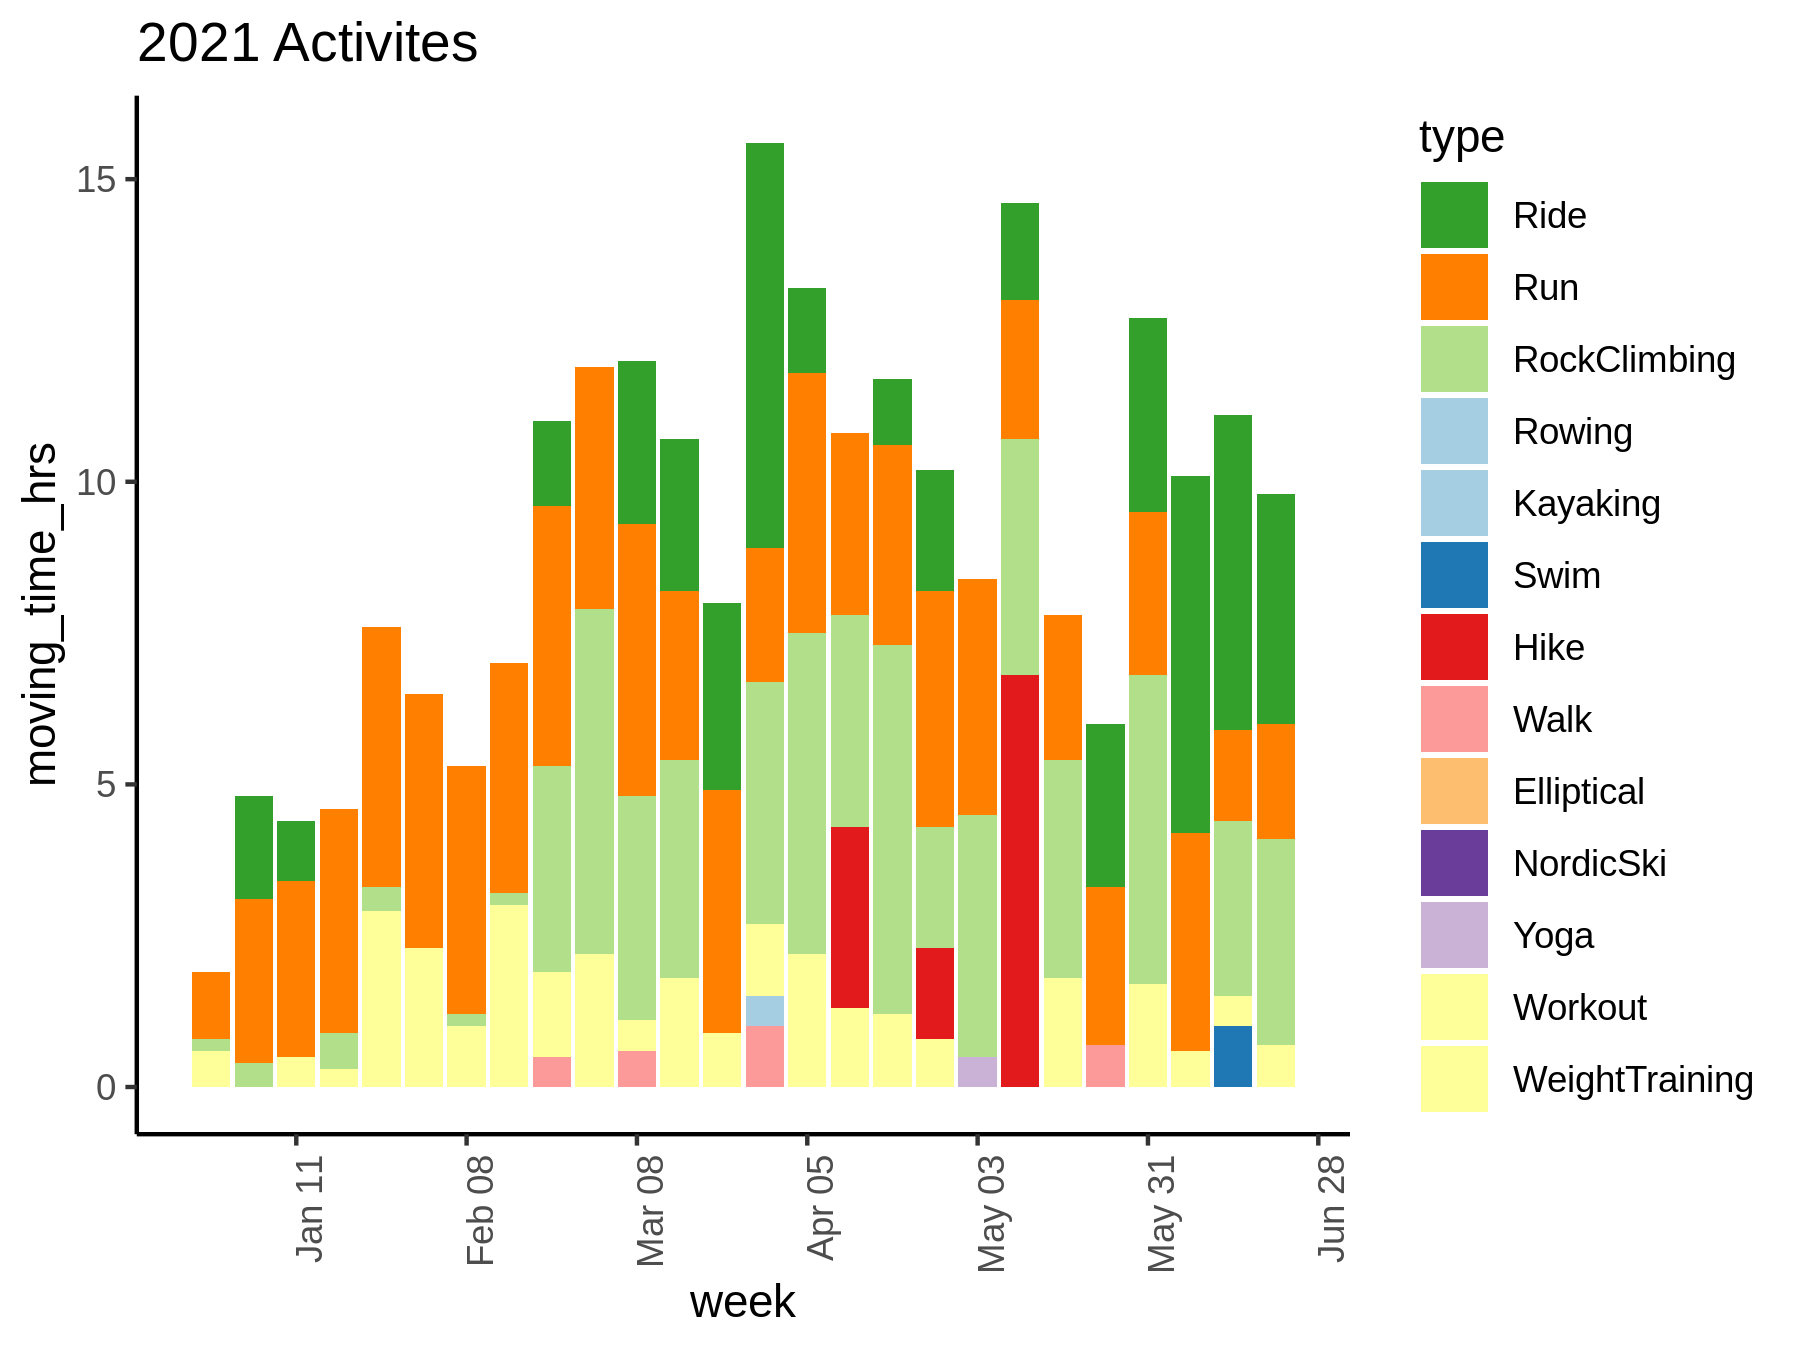 2021 Activites
moving_time_hrs
15
10
5
0
Jan 11
Feb 08
Mar 08
Apr 05
May 03
May 31
Jun 28
week
type
Ride
Run
RockClimbing
Rowing
Kayaking
Swim
Hike
Walk
Elliptical
NordicSki
Yoga
Workout
WeightTraining